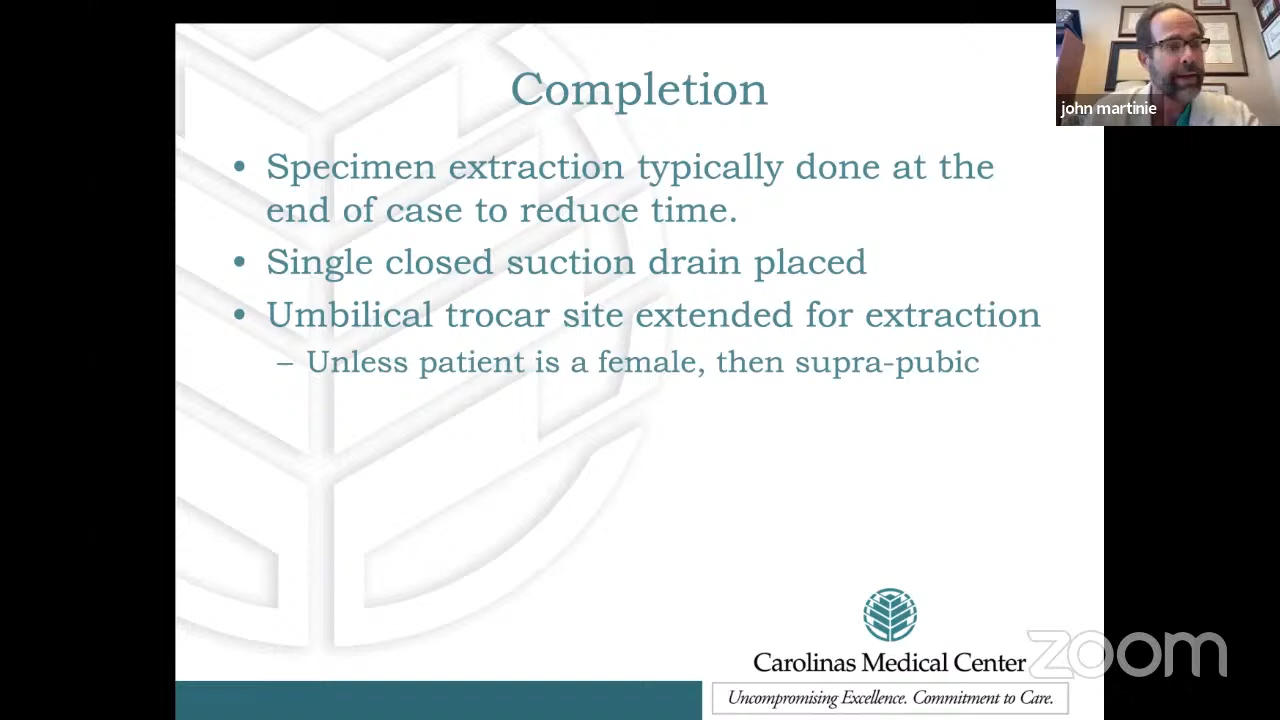 Completion
john martinie
• Specimen extraction typically done at the
end of case to reduce time.
• Single closed suction drain placed
• Umbilical trocar site extended for extraction
– Unless patient is a female, then supra-pubic
Carolinas Medical Center
Uncompromising Excellence. Commitment to Care.
zoom